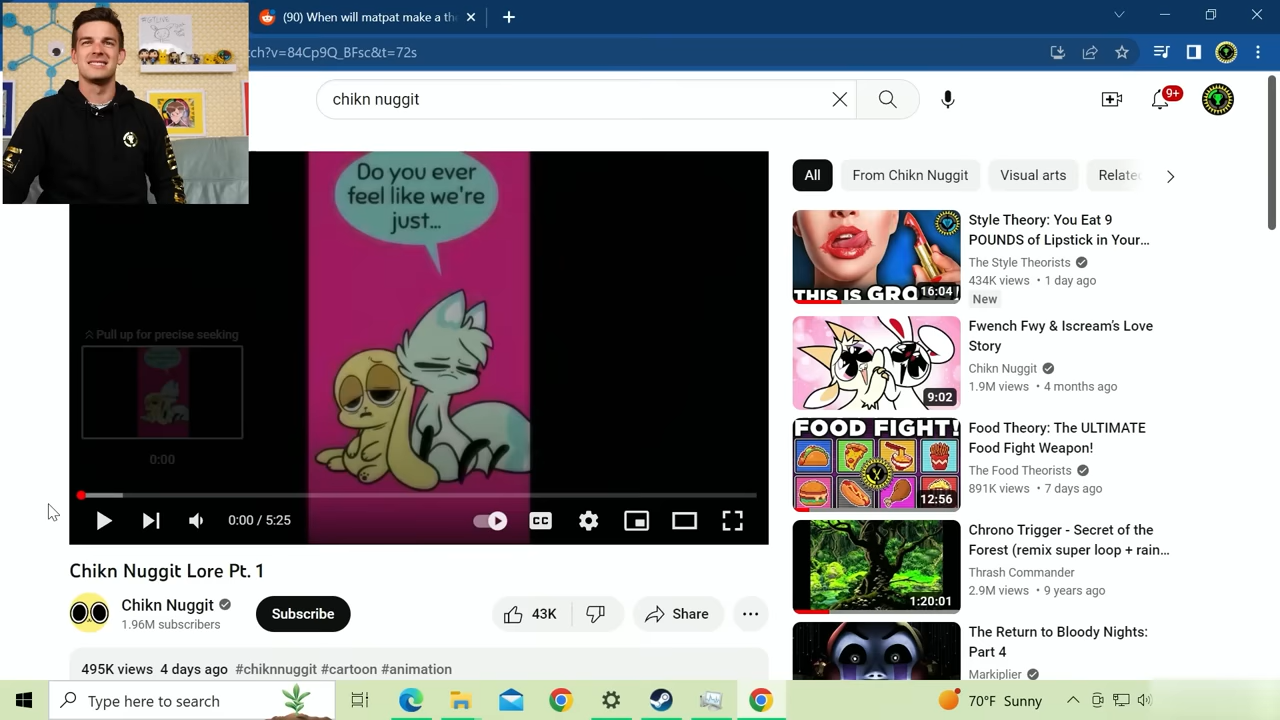 (90) When will matpat make a the
tch?v=84Cp9Q_BFsc&t=72s
chikn nuggit
9+
Do you ever
feel like we're
just...
Pull up for precise seeking
0:00
0:00 / 5:25
CC
Chikn Nuggit Lore Pt. 1
Chikn Nuggit
1.96M subscribers
Subscribe
43K
Share
495K views 4 days ago #chiknnuggit #cartoon #animation
All
From Chikn Nuggit
Visual arts
Relate
THIS IS GRO
16:04
Style Theory: You Eat 9
POUNDS of Lipstick in Your...
The Style Theorists
434K views • 1 day ago
New
9:02
Fwench Fwy & Iscream's Love
Story
Chikn Nuggit
1.9M views • 4 months ago
FOOD FIGHT!
12:56
Food Theory: The ULTIMATE
Food Fight Weapon!
The Food Theorists
891K views • 7 days ago
1:20:01
Chrono Trigger - Secret of the
Forest (remix super loop + rain...
Thrash Commander
2.9M views • 9 years ago
The Return to Bloody Nights:
Part 4
Markiplier
Type here to search
70°F Sunny